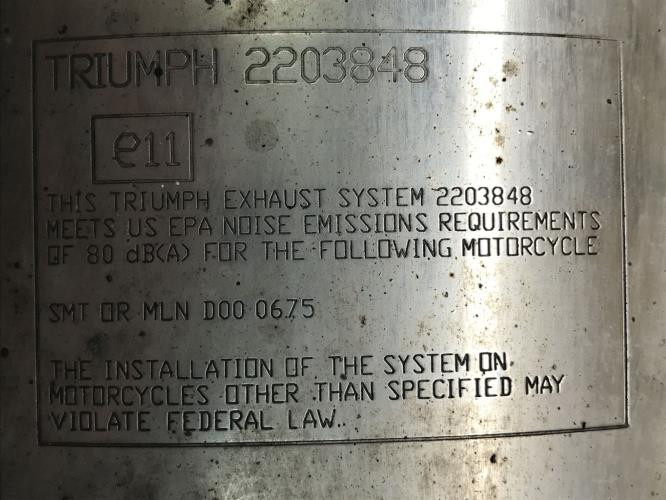 TRIUMPH 2203848
e11
THIS TRIUMPH EXHAUST SYSTEM 2203848
MEETS US EPA NOISE EMISSIONS REQUIREMENTS
OF 80 dB(A) FOR THE FOLLOWING MOTORCYCLE
SMT OR MLN D00 0675
THE INSTALLATION OF THE SYSTEM ON
MOTORCYCLES OTHER THAN SPECIFIED MAY
VIOLATE FEDERAL LAW.